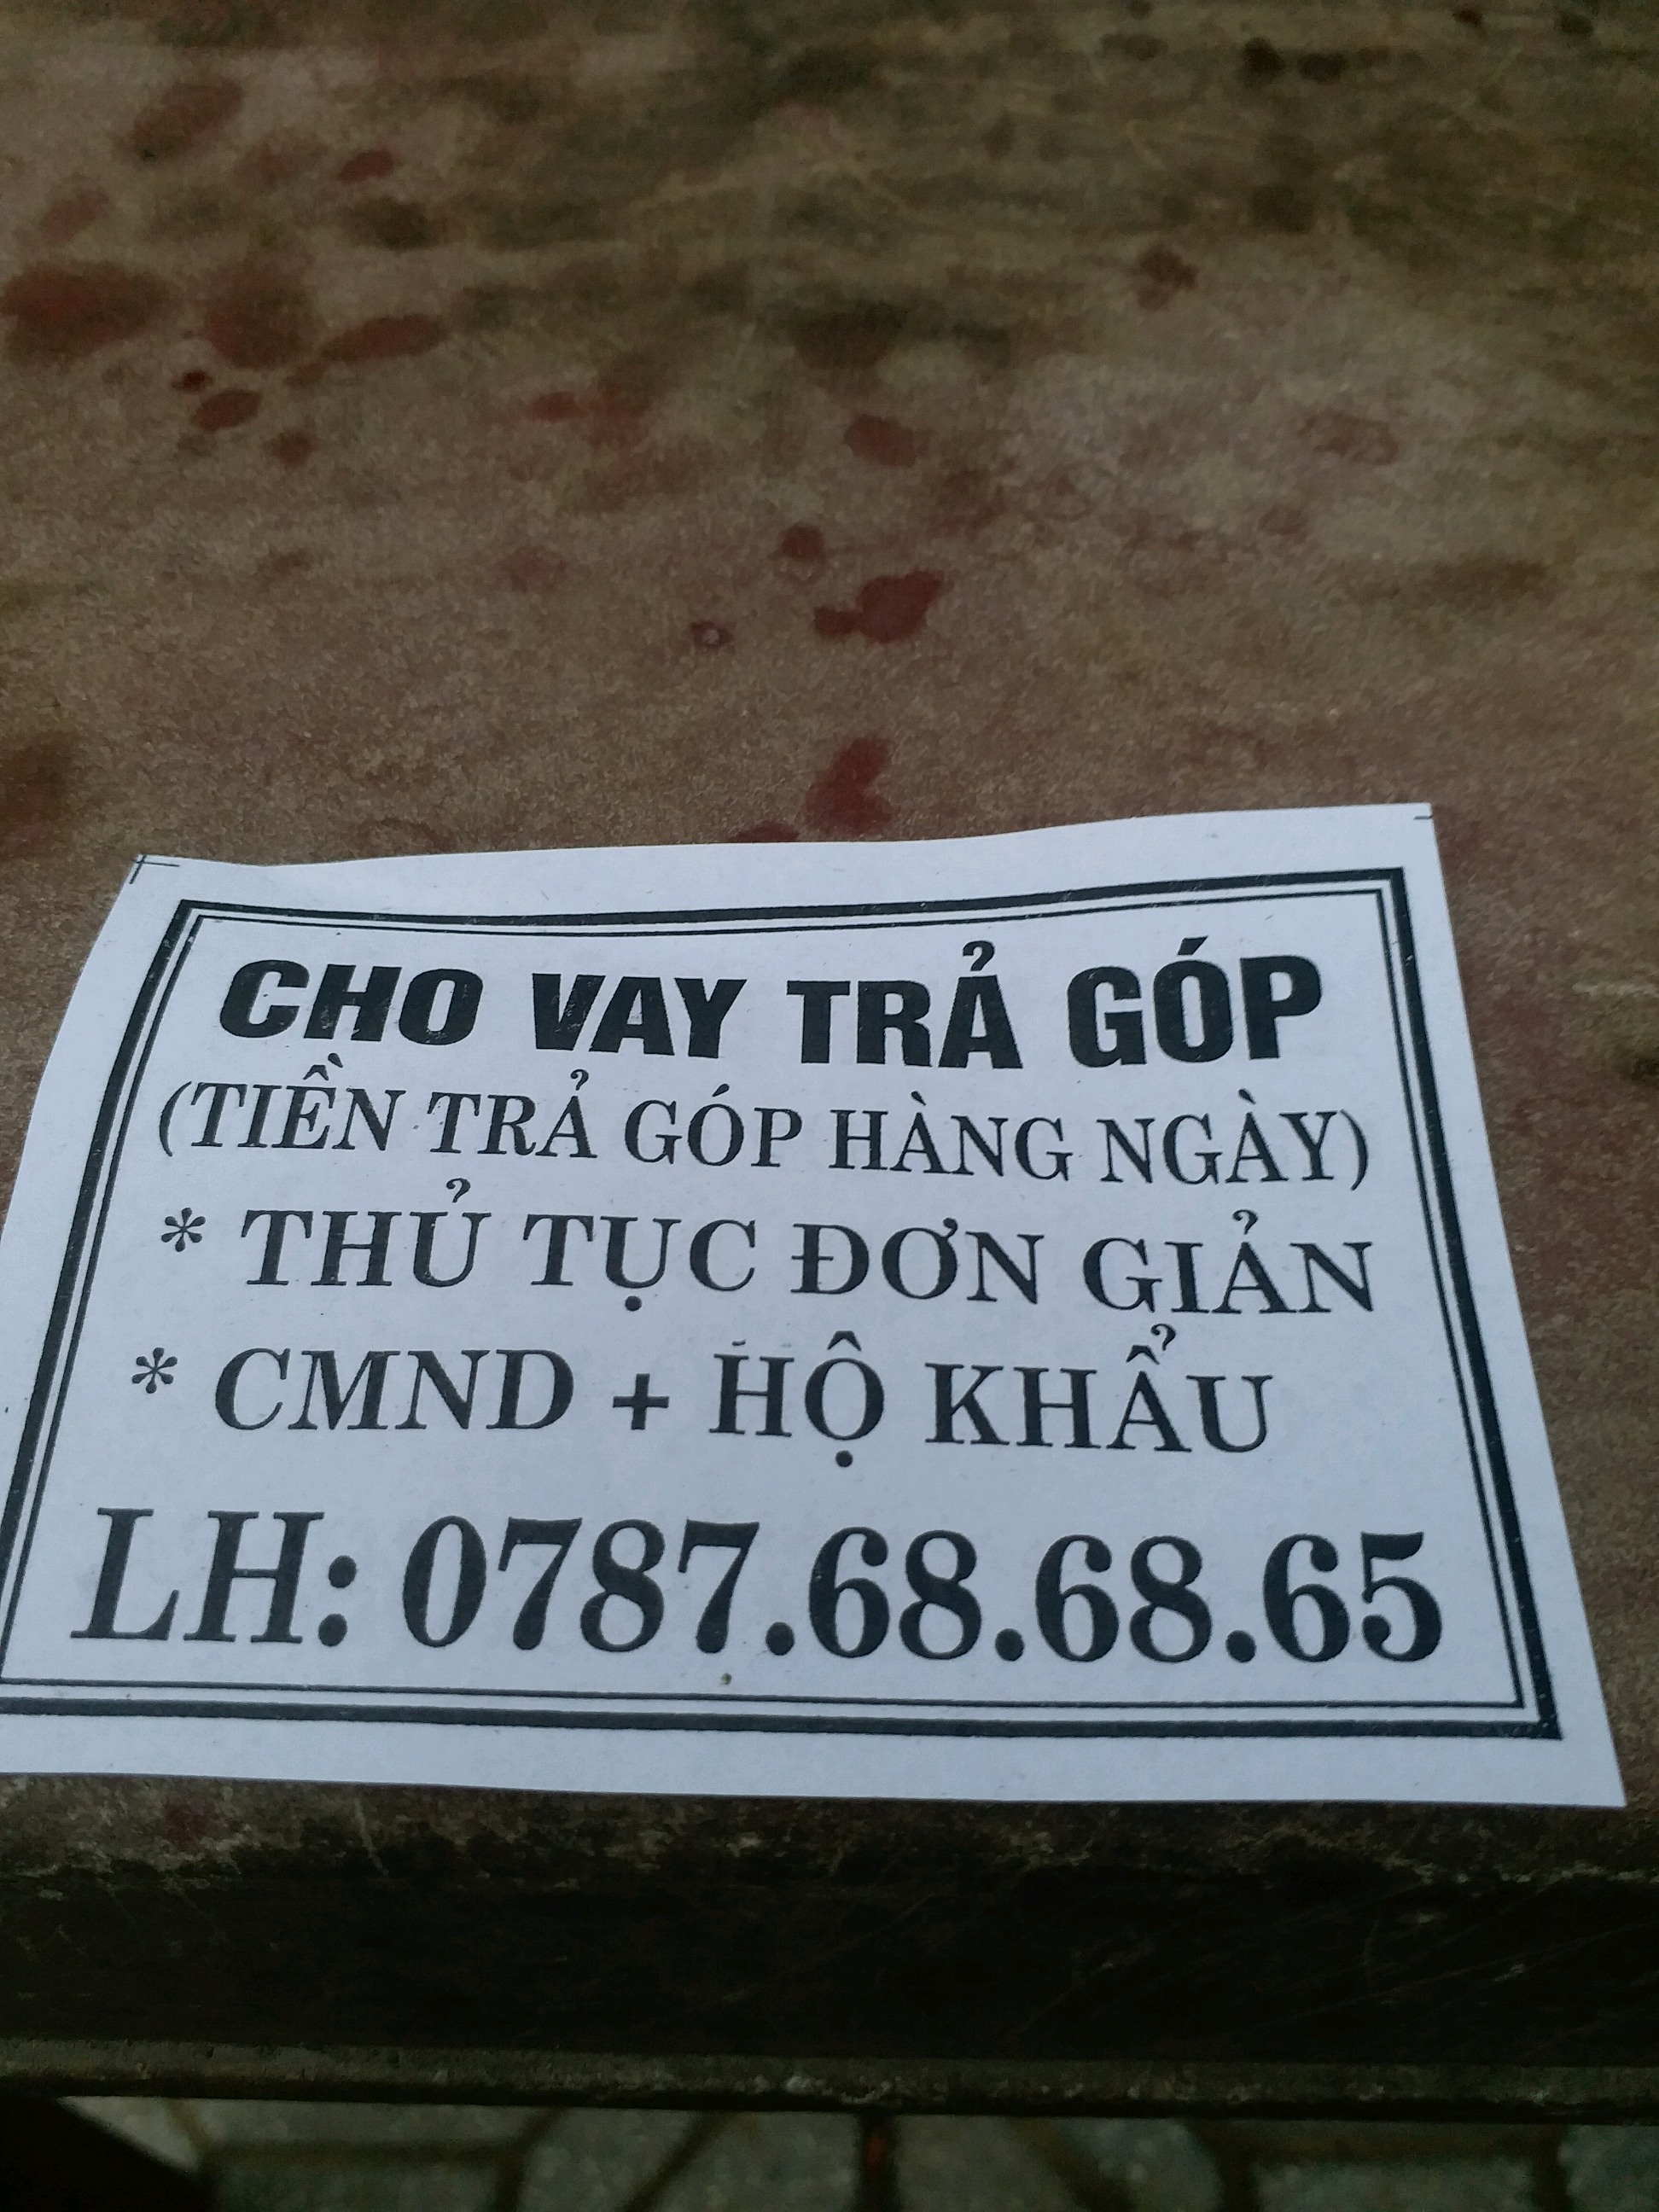 CHO VAY TRẢ GÓP
(TIỀN TRẢ GÓP HÀNG NGÀY)
* THỦ TỤC ĐƠN GIẢN
* CMND + HỘ KHẨU
LH: 0787.68.68.65